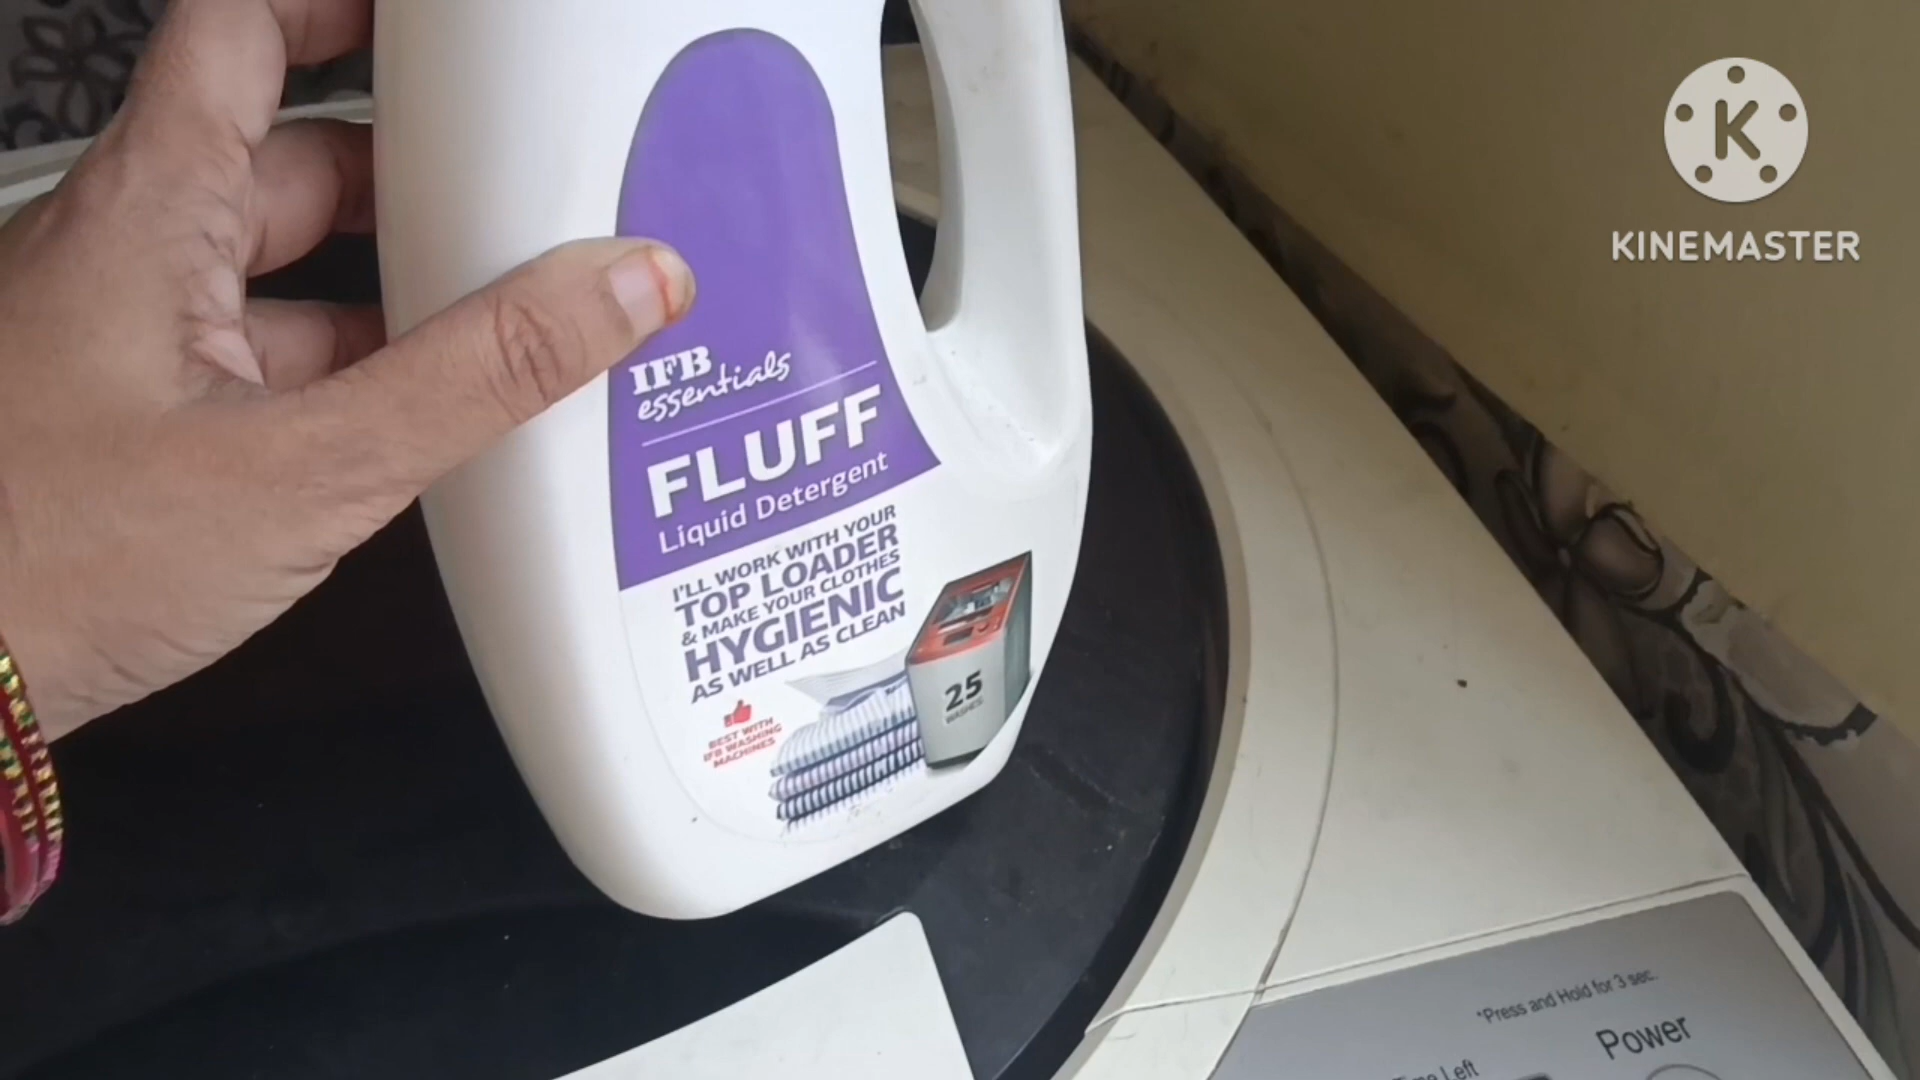 K
KINEMASTER
IFB
essentials
FLUFF
Liquid Detergent
I'LL WORK WITH YOUR
TOP LOADER
& MAKE YOUR CLOTHES
HYGIENIC
AS WELL AS CLEAN
25
WASHES
BEST WITH
IFB WASHING
MACHINES
*Press and Hold for 3 sec.
Power
Left